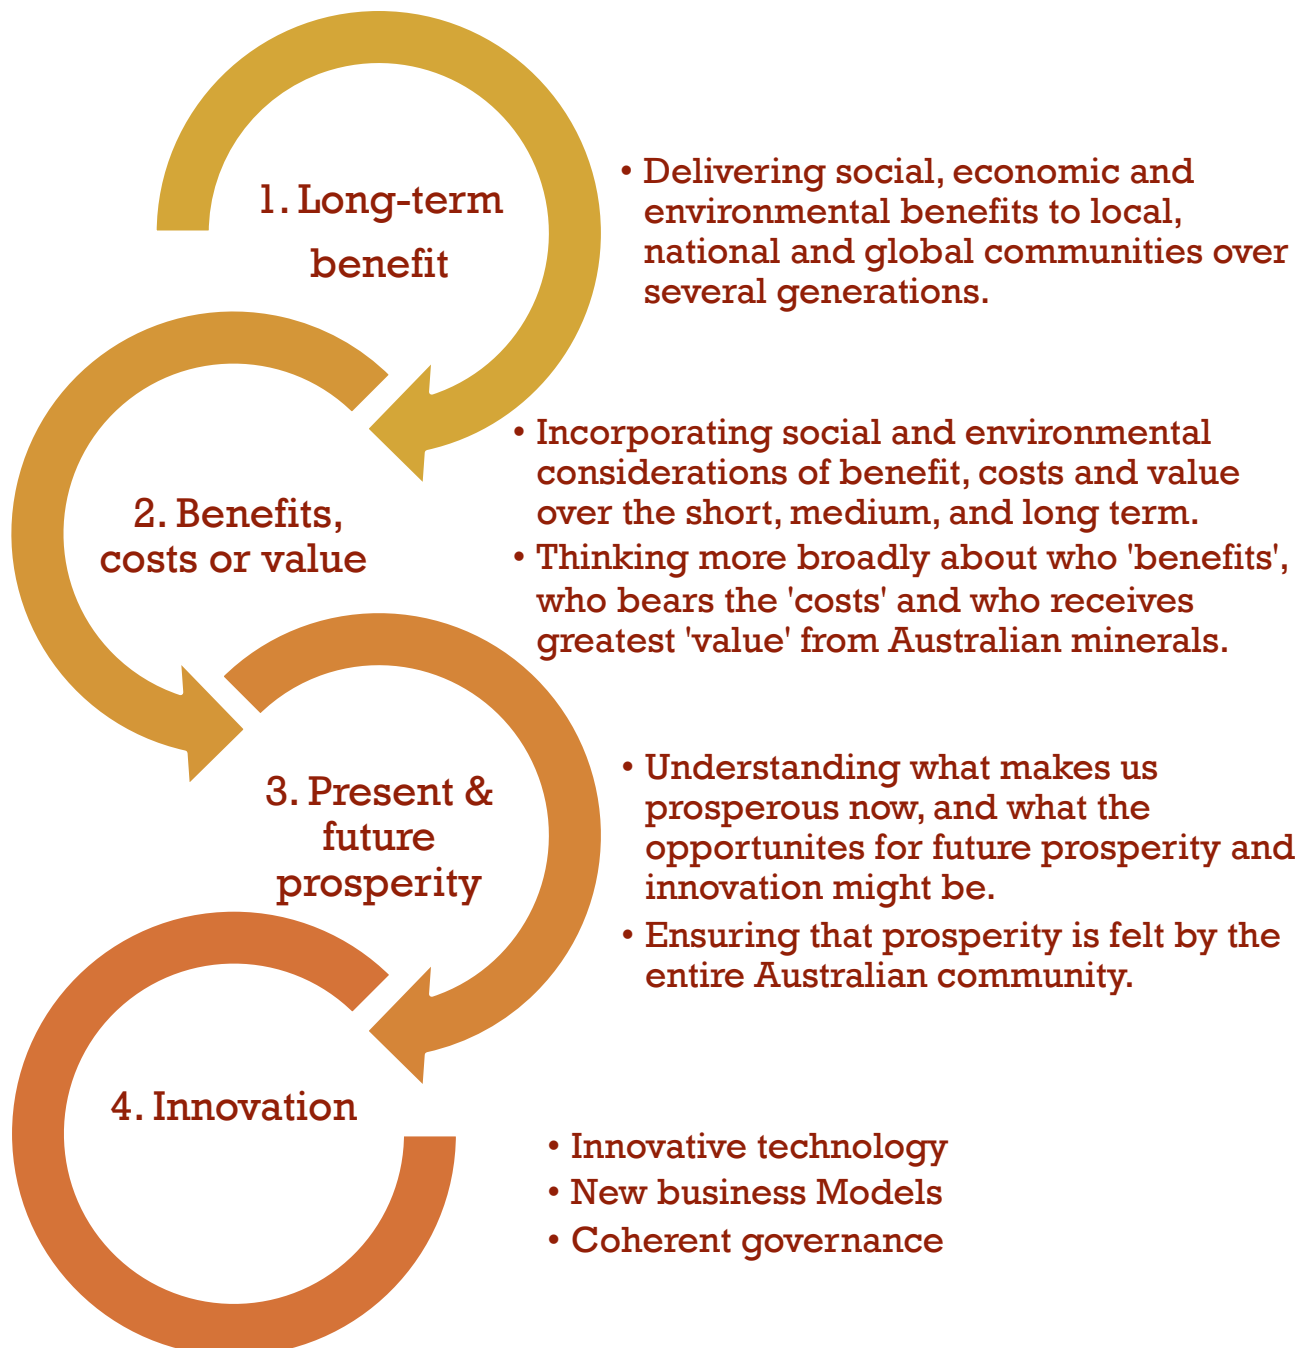 1. Long-term
benefit
• Delivering social, economic and
environmental benefits to local,
national and global communities over
several generations.
2. Benefits,
costs or value
• Incorporating social and environmental
considerations of benefit, costs and value
over the short, medium, and long term.
• Thinking more broadly about who 'benefits',
who bears the 'costs' and who receives
greatest 'value' from Australian minerals.
3. Present &
future
prosperity
• Understanding what makes us
prosperous now, and what the
opportunites for future prosperity and
innovation might be.
• Ensuring that prosperity is felt by the
entire Australian community.
4. Innovation
• Innovative technology
• New business Models
• Coherent governance